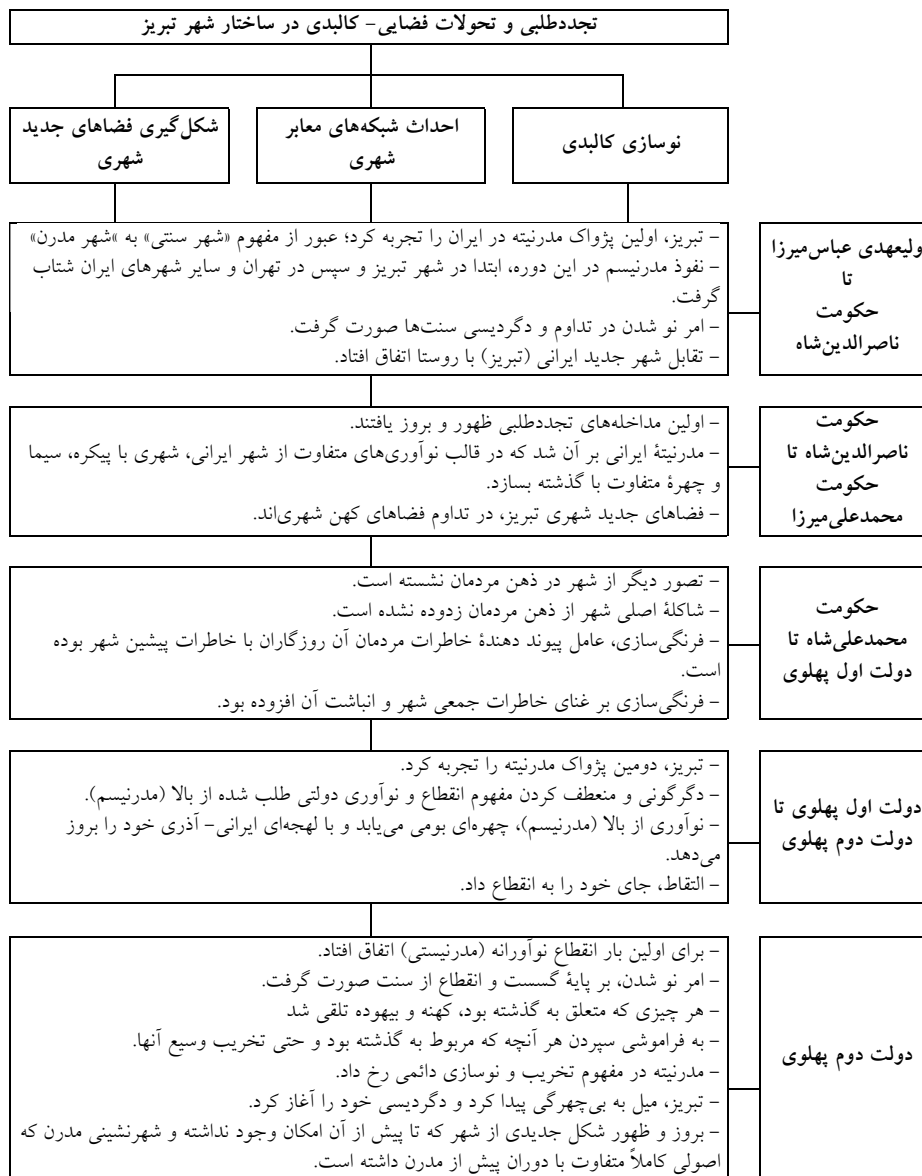 تجددطلبی و تحولات فضایی- کالبدی در ساختار شهر تبریز
نوسازی کالبدی
احداث شبکه‌های معابر
شهری
شکل‌گیری فضاهای جدید
شهری
ولیعهدی عباس‌میرزا
تا
حکومت
ناصرالدین‌شاه
- تبریز، اولین پژواک مدرنیته در ایران را تجربه کرد؛ عبور از مفهوم «شهر سنتی» به »شهر مدرن»
- نفوذ مدرنیسم در این دوره، ابتدا در شهر تبریز و سپس در تهران و سایر شهرهای ایران شتاب
گرفت.
- امر نو شدن در تداوم و دگردیسی سنت‌ها صورت گرفت.
- تقابل شهر جدید ایرانی (تبریز) با روستا اتفاق افتاد.
حکومت
ناصرالدین‌شاه تا
حکومت
محمدعلی‌میرزا
- اولین مداخله‌های تجددطلبی ظهور و بروز یافتند.
- مدرنیتۀ ایرانی بر آن شد که در قالب نوآوری‌های متفاوت از شهر ایرانی، شهری با پیکره، سیما
و چهرۀ متفاوت با گذشته بسازد.
- فضاهای جدید شهری تبریز، در تداوم فضاهای کهن شهری‌اند.
حکومت
محمدعلی‌شاه تا
دولت اول پهلوی
- تصور دیگر از شهر در ذهن مردمان نشسته است.
- شاکلۀ اصلی شهر از ذهن مردمان زدوده نشده است.
- فرنگی‌سازی، عامل پیوند دهندۀ خاطرات مردمان آن روزگاران با خاطرات پیشین شهر بوده
است.
- فرنگی‌سازی بر غنای خاطرات جمعی شهر و انباشت آن افزوده بود.
دولت اول پهلوی تا
دولت دوم پهلوی
- تبریز، دومین پژواک مدرنیته را تجربه کرد.
- دگرگونی و منعطف کردن مفهوم انقطاع و نوآوری دولتی طلب شده از بالا (مدرنیسم).
- نوآوری از بالا (مدرنیسم)، چهره‌ای بومی می‌یابد و با لهجه‌ای ایرانی- آذری خود را بروز
می‌دهد.
- التقاط، جای خود را به انقطاع داد.
دولت دوم پهلوی
- برای اولین بار انقطاع نوآورانه (مدرنیستی) اتفاق افتاد.
- امر نو شدن، بر پایۀ گسست و انقطاع از سنت صورت گرفت.
- هر چیزی که متعلق به گذشته بود، کهنه و بیهوده تلقی شد
- به فراموشی سپردن هر آنچه که مربوط به گذشته بود و حتی تخریب وسیع آنها.
- مدرنیته در مفهوم تخریب و نوسازی دائمی رخ داد.
- تبریز، میل به بی‌چهرگی پیدا کرد و دگردیسی خود را آغاز کرد.
- بروز و ظهور شکل جدیدی از شهر که تا پیش از آن امکان وجود نداشته و شهرنشینی مدرن که
اصولی کاملاً متفاوت با دوران پیش از مدرن داشته است.